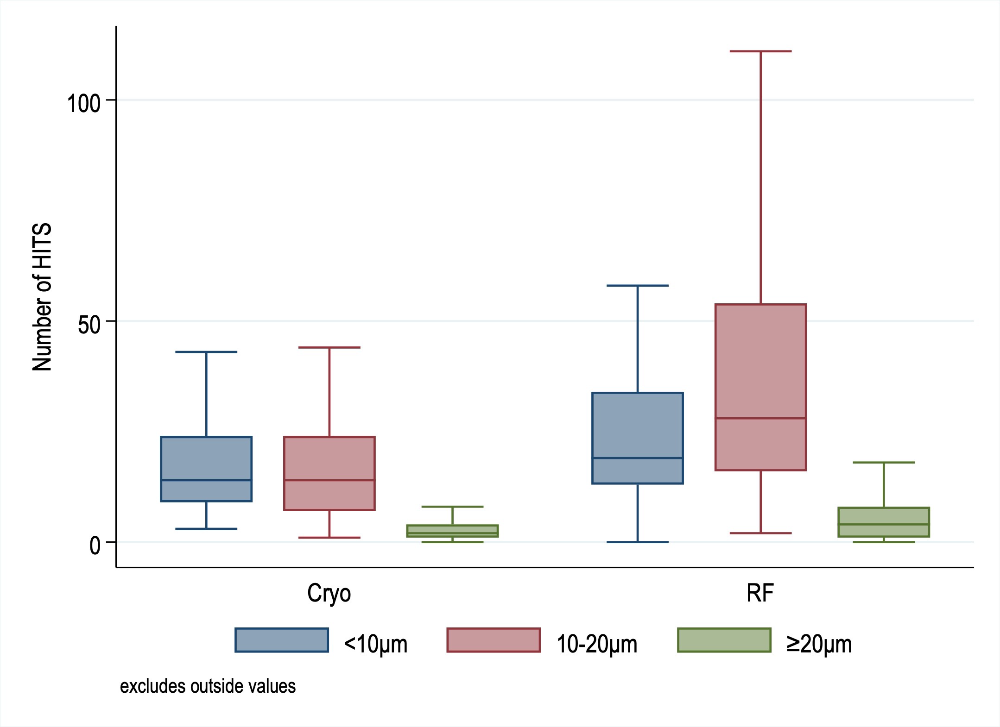 Number of HITS
100
50
0
Cryo RF
<10µm 10-20µm ≥20µm
excludes outside values